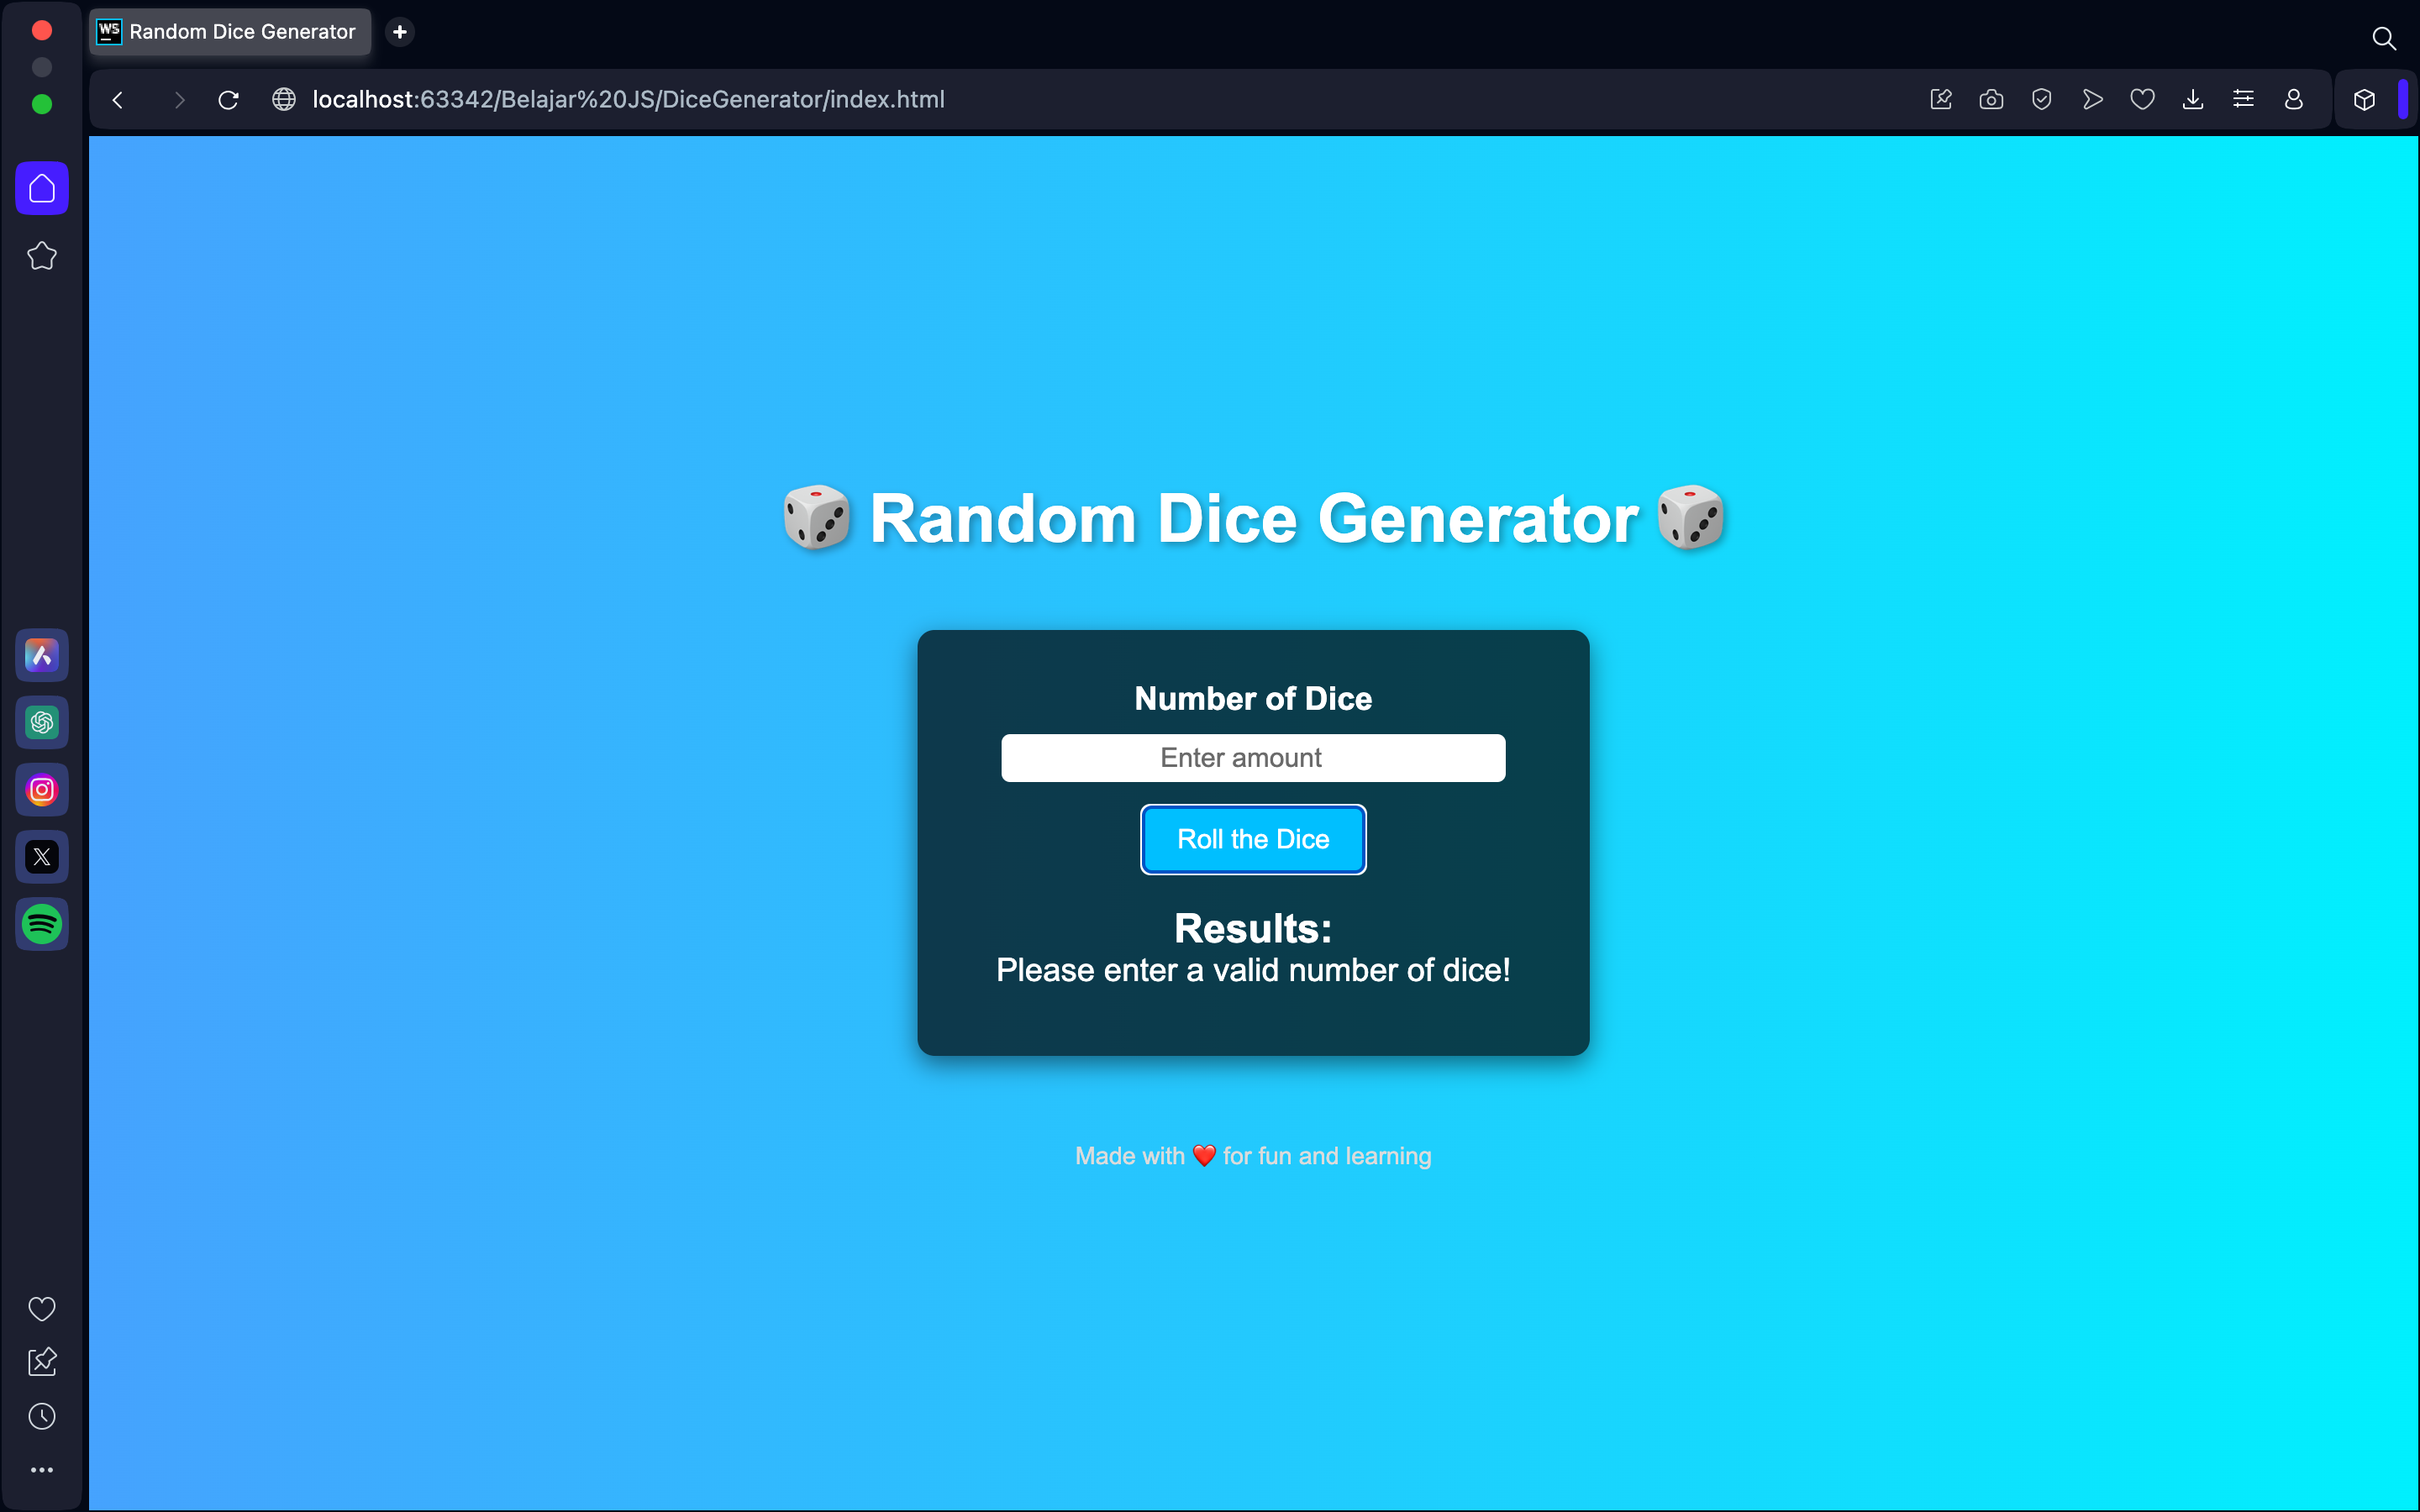 WS Random Dice Generator
localhost:63342/Belajar%20JS/DiceGenerator/index.html
🎲 Random Dice Generator 🎲
Number of Dice
Enter amount
Roll the Dice
Results:
Please enter a valid number of dice!
Made with ❤️ for fun and learning